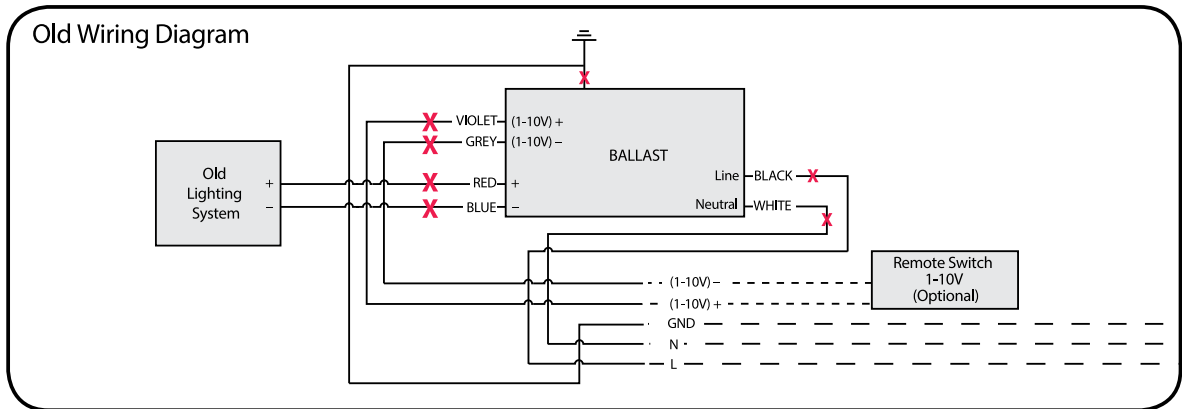 Old Wiring Diagram
VIOLET (1-10V) +
GREY (1-10V) –
BALLAST
Old
Lighting
System
+
–
RED +
BLUE –
Line BLACK
Neutral WHITE
Remote Switch
1-10V
(Optional)
(1-10V) –
(1-10V) +
GND
N
L